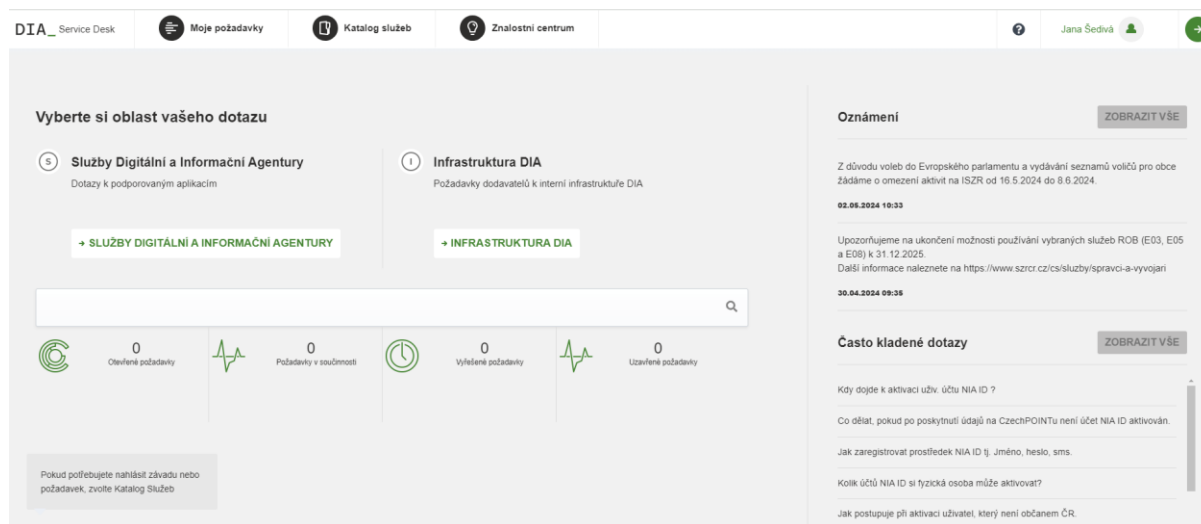 DIA_ Service Desk
Moje požadavky
Katalog služeb
Znalostní centrum
?
Jana Šedivá
Vyberte si oblast vašeho dotazu
S
Služby Digitální a Informační Agentury
Dotazy k podporovaným aplikacím
→ SLUŽBY DIGITÁLNÍ A INFORMAČNÍ AGENTURY
I
Infrastruktura DIA
Požadavky dodavatelů k interní infrastruktuře DIA
→ INFRASTRUKTURA DIA
0
Otevřené požadavky
0
Požadavky v součinnosti
0
Vyřešené požadavky
0
Uzavřené požadavky
Pokud potřebujete nahlásit závadu nebo
požadavek, zvolte Katalog Služeb
Oznámení
ZOBRAZIT VŠE
Z důvodu voleb do Evropského parlamentu a vydávání seznamů voličů pro obce
žádáme o omezení aktivit na ISZR od 16.5.2024 do 8.6.2024.
02.05.2024 10:33
Upozorňujeme na ukončení možnosti používání vybraných služeb ROB (E03, E05
a E08) k 31.12.2025.
Další informace naleznete na https://www.szrcr.cz/cs/sluzby/spravci-a-vyvojari
30.04.2024 09:35
Často kladené dotazy
ZOBRAZIT VŠE
Kdy dojde k aktivaci uživ. účtu NIA ID ?
Co dělat, pokud po poskytnutí údajů na CzechPOINTu není účet NIA ID aktivován.
Jak zaregistrovat prostředek NIA ID tj. Jméno, heslo, sms.
Kolik účtů NIA ID si fyzická osoba může aktivovat?
Jak postupuje při aktivaci uživatel, který není občanem ČR.